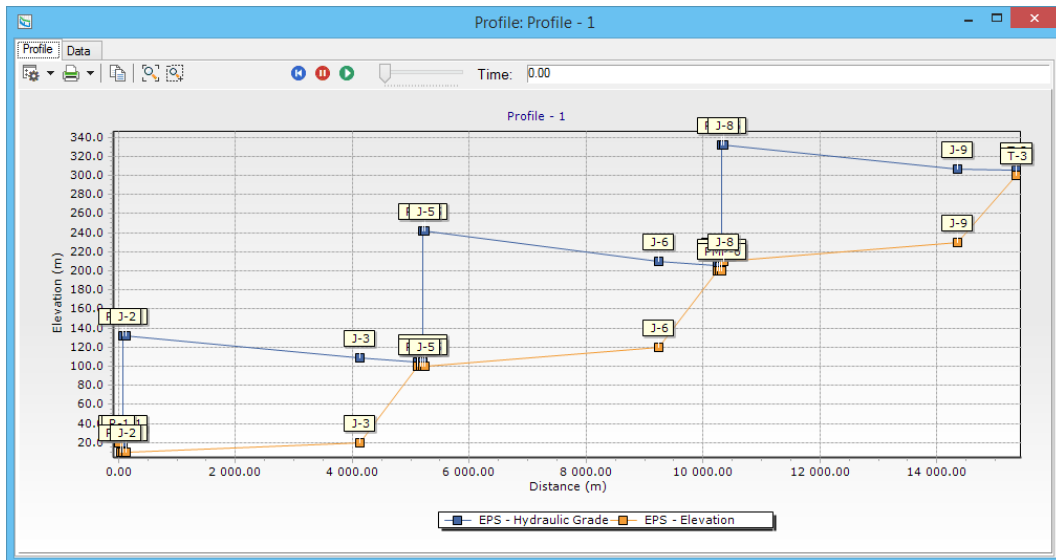 Profile: Profile - 1
Profile Data
Time: 0.00
Profile - 1
Elevation (m)
340.0
320.0
300.0
280.0
260.0
240.0
220.0
200.0
180.0
160.0
140.0
120.0
100.0
80.0
60.0
40.0
20.0
J-2
J-2
J-3
J-3
J-5
J-5
J-6
J-6
J-8
J-8
J-9
J-9
T-3
0.00 2 000.00 4 000.00 6 000.00 8 000.00 10 000.00 12 000.00 14 000.00
Distance (m)
EPS - Hydraulic Grade EPS - Elevation